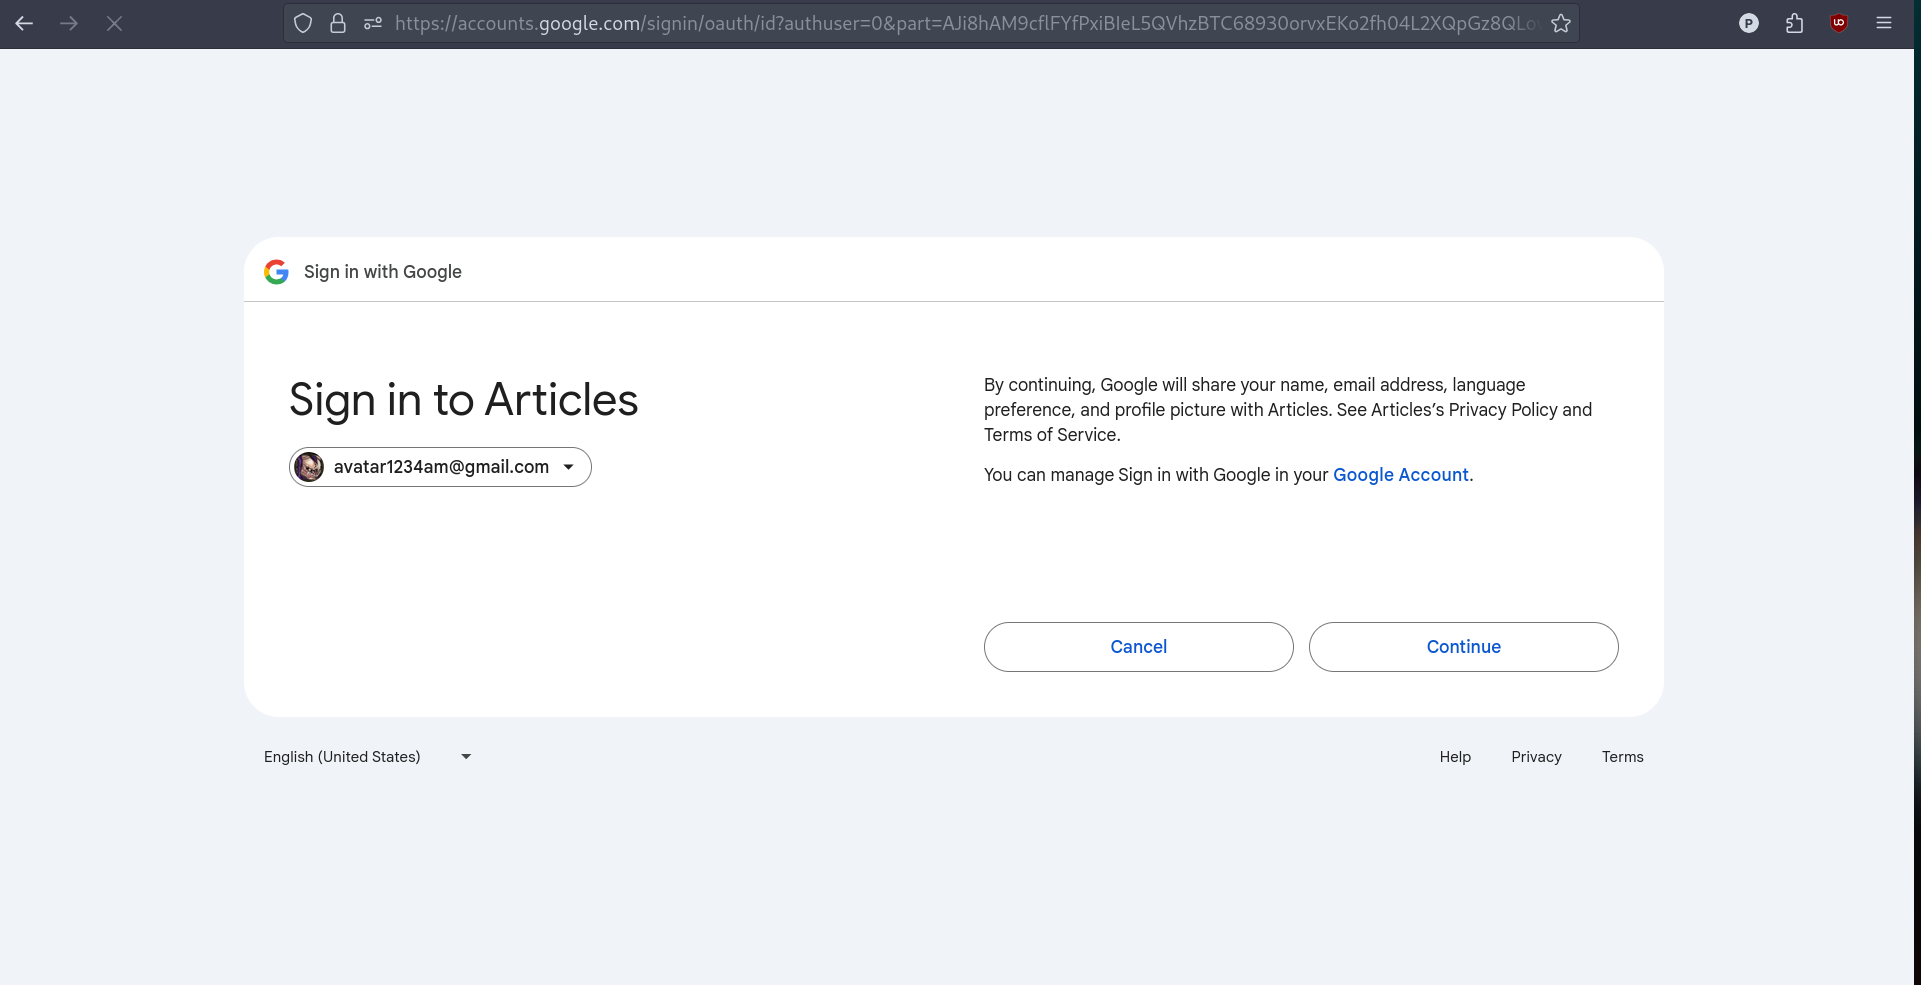 https://accounts.google.com/signin/oauth/id?authuser=0&part=AJi8hAM9cflFYfPxiBIeL5QVhzBTC68930orvxEKo2fh04L2XQpGz8QLo
P
Sign in with Google
Sign in to Articles
avatar1234am@gmail.com
By continuing, Google will share your name, email address, language
preference, and profile picture with Articles. See Articles’s Privacy Policy and
Terms of Service.
You can manage Sign in with Google in your Google Account.
Cancel
Continue
English (United States)
Help
Privacy
Terms